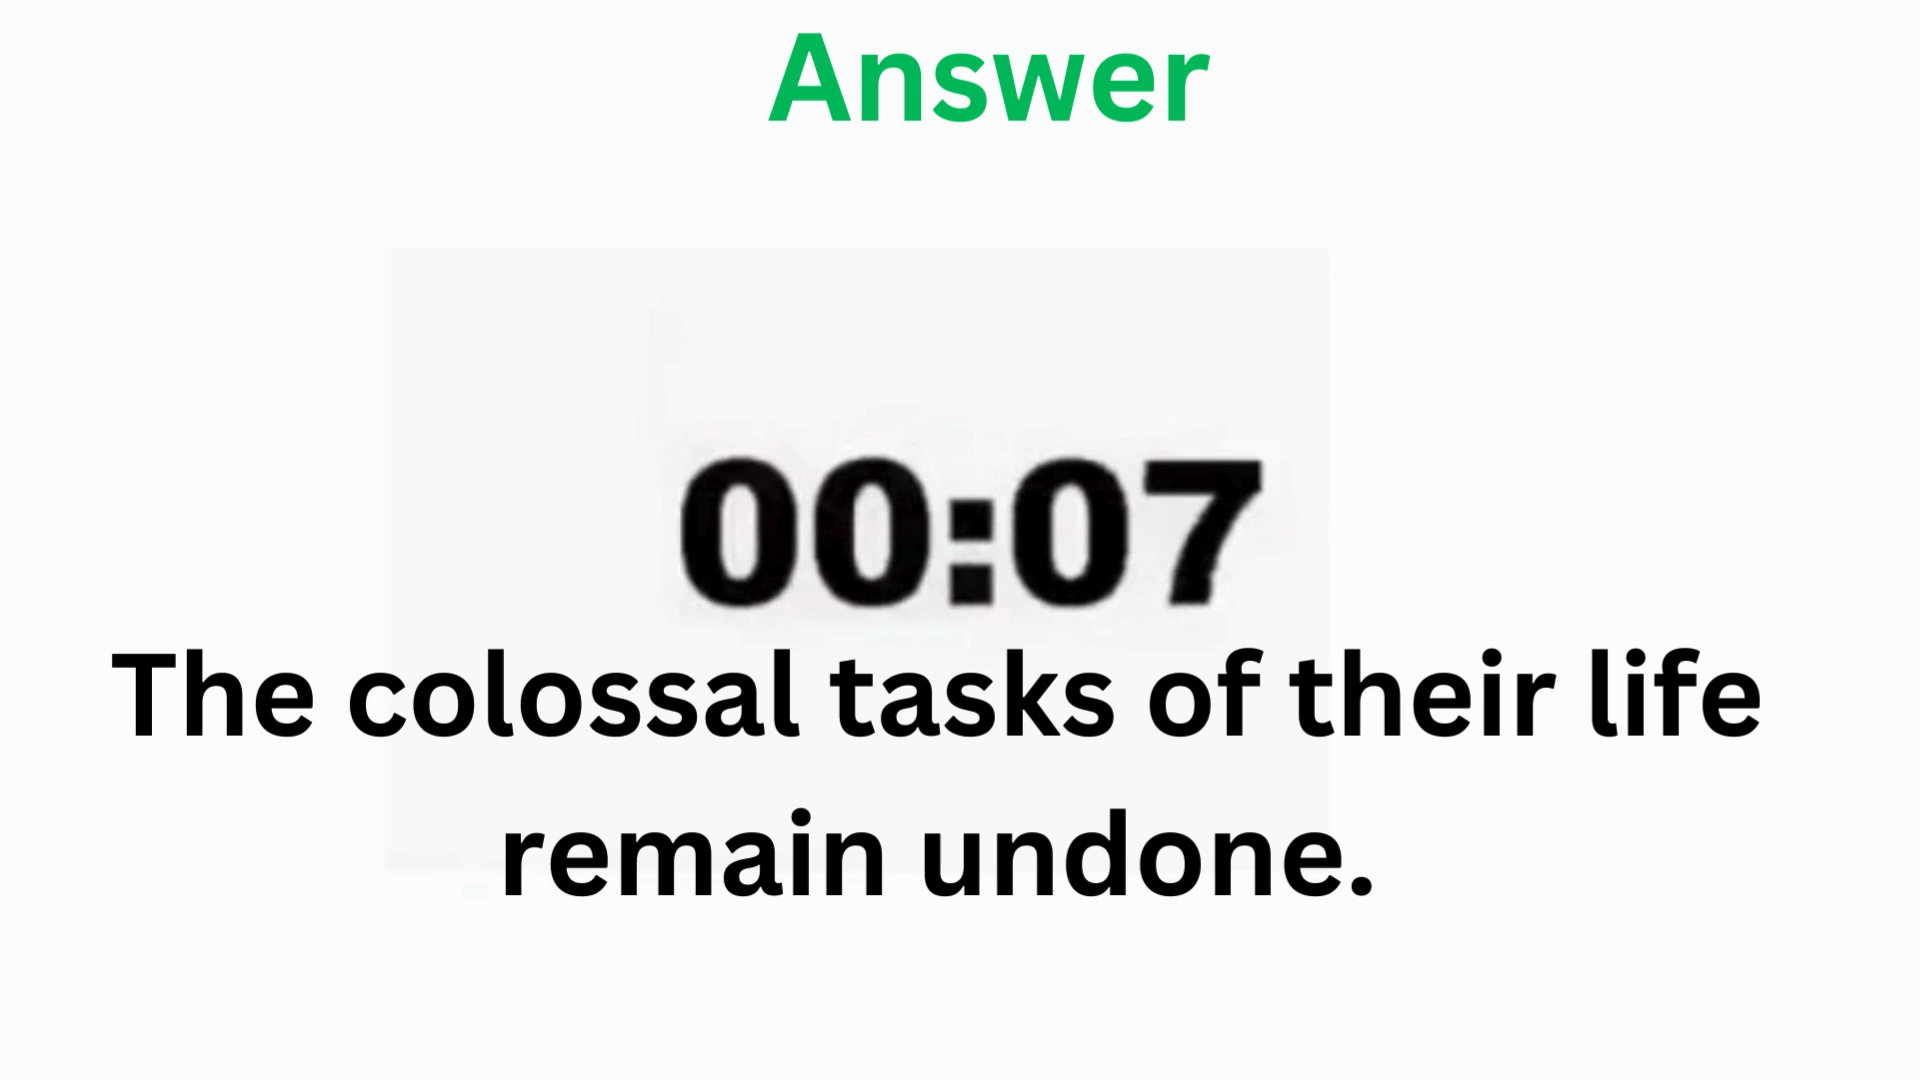 Answer
00:07
The colossal tasks of their life
remain undone.